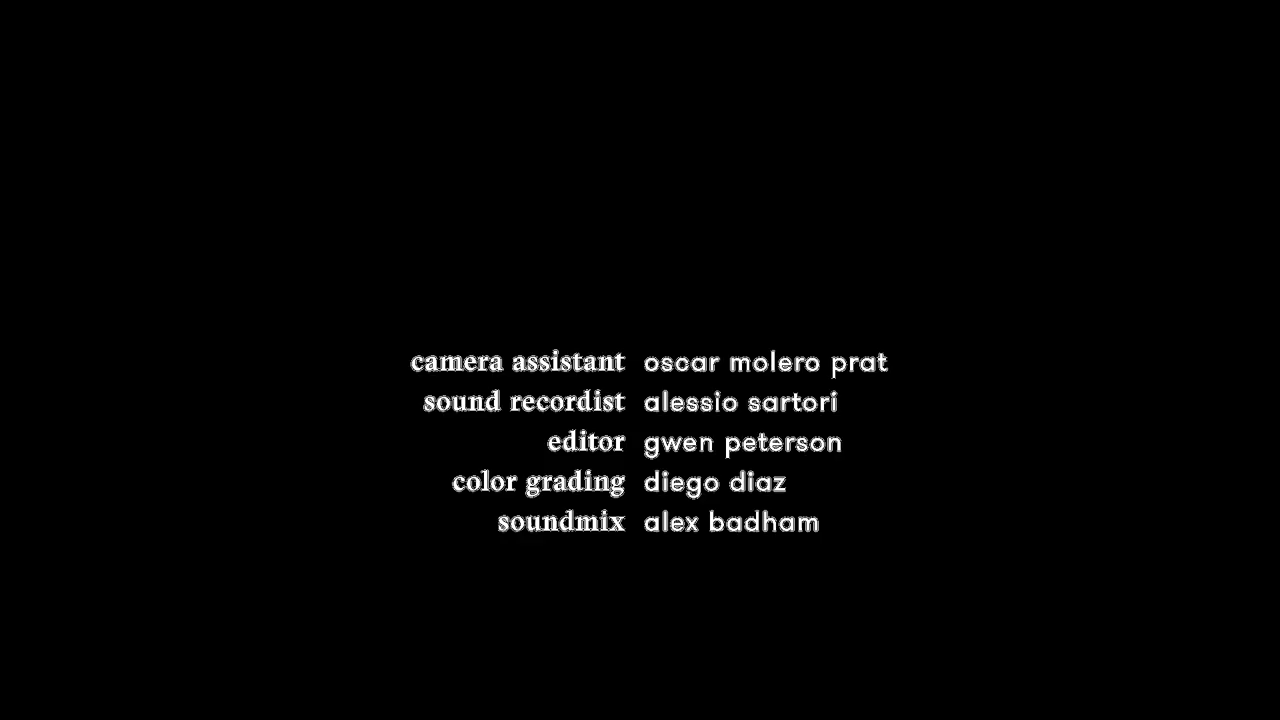 camera assistant oscar molero prat
sound recordist alessio sartori
editor gwen peterson
color grading diego diaz
soundmix alex badham